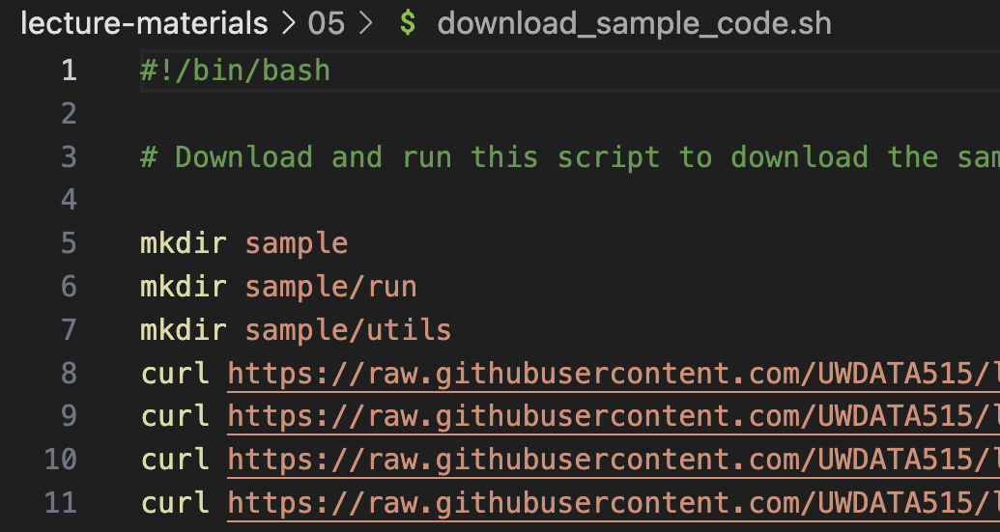 lecture-materials > 05 > $ download_sample_code.sh
1 #!/bin/bash
2
3 # Download and run this script to download the
4
5 mkdir sample
6 mkdir sample/run
7 mkdir sample/utils
8 curl https://raw.githubusercontent.com/UWDATA515/
9 curl https://raw.githubusercontent.com/UWDATA515/
10 curl https://raw.githubusercontent.com/UWDATA515/
11 curl https://raw.githubusercontent.com/UWDATA515/